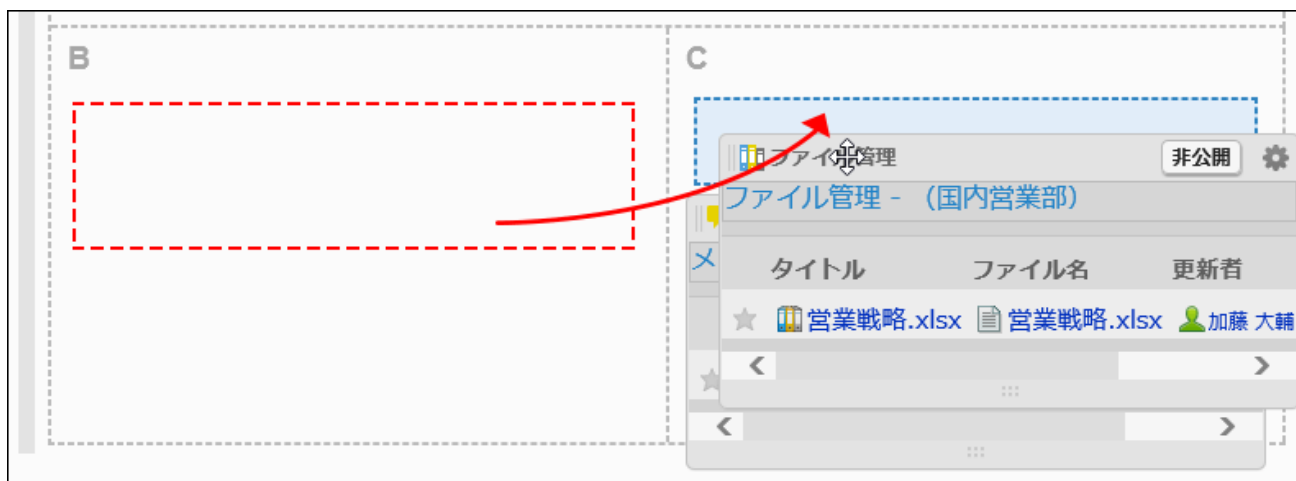 B
C
ファイル管理
非公開
ファイル管理 - （国内営業部）
メ
タイトル ファイル名 更新者
営業戦略.xlsx 営業戦略.xlsx 加藤 大輔